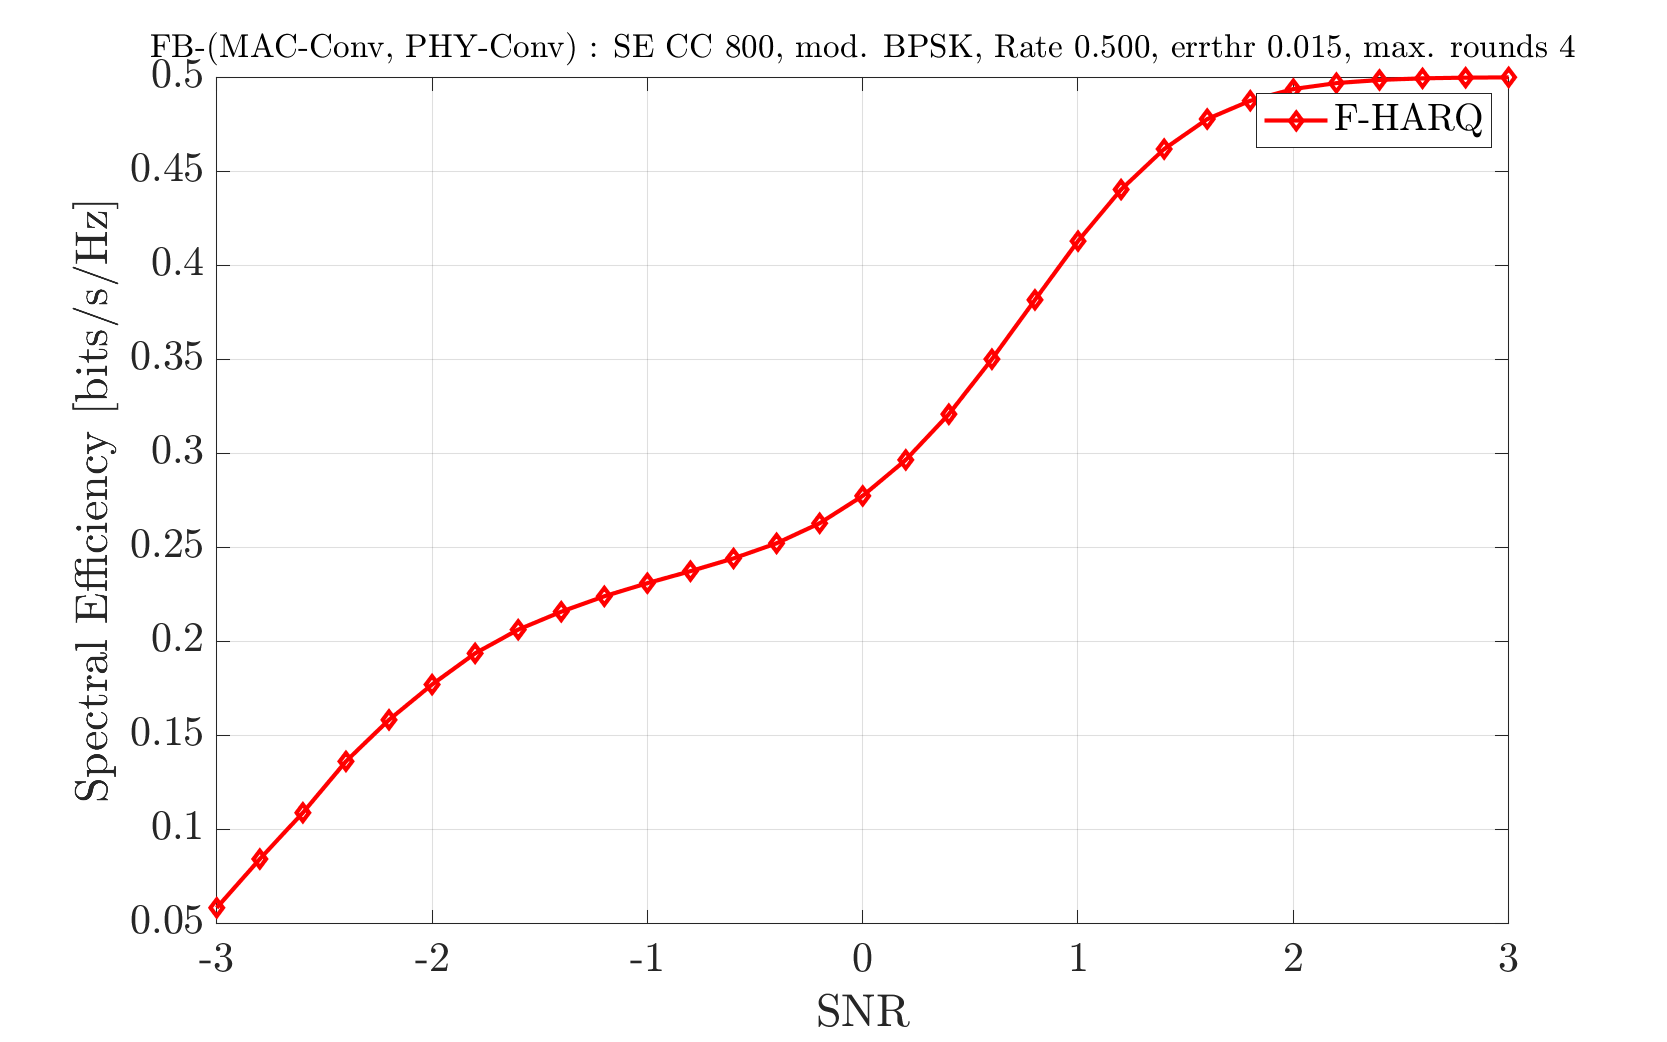 FB-(MAC-Conv, PHY-Conv) : SE CC 800, mod. BPSK, Rate 0.500, errthr 0.015, max. rounds 4
F-HARQ
Spectral Efficiency [bits/s/Hz]
0.5
0.45
0.4
0.35
0.3
0.25
0.2
0.15
0.1
0.05
-3 -2 -1 0 1 2 3
SNR